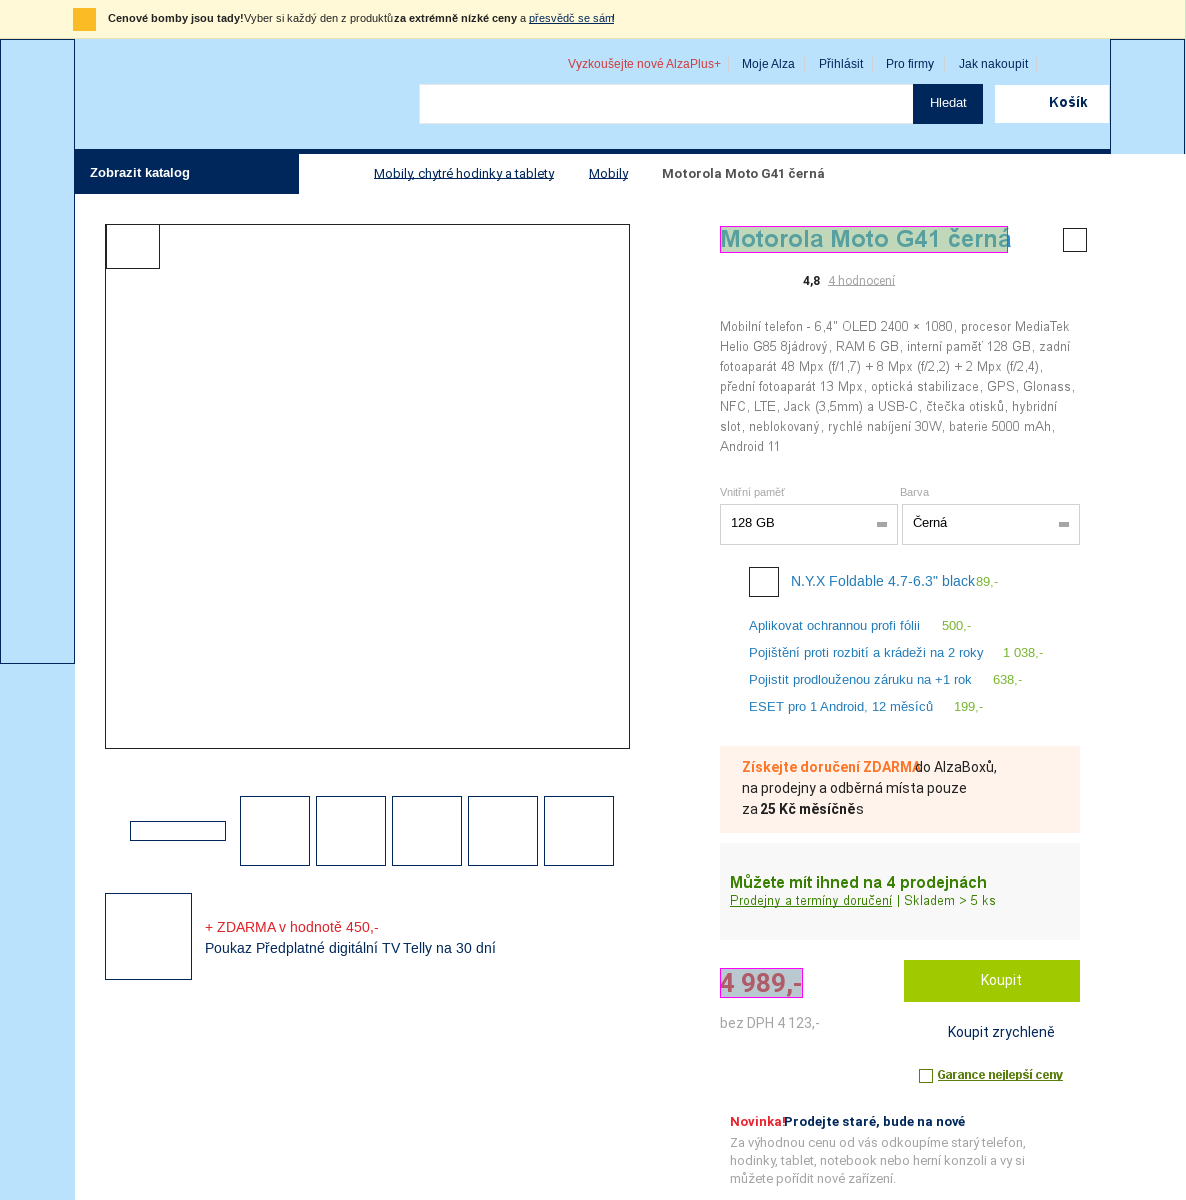 Cenové bomby jsou tady!Vyber si každý den z produktů za extrémně nízké ceny a přesvědč se sám!
Vyzkoušejte nové AlzaPlus+ Moje Alza Přihlásit Pro firmy Jak nakoupit
Hledat Košík
Zobrazit katalog Mobily, chytré hodinky a tablety Mobily Motorola Moto G41 černá
Motorola Moto G41 černá
4,8 4 hodnocení
Mobilní telefon - 6,4" OLED 2400 × 1080, procesor MediaTek
Helio G85 8jádrový, RAM 6 GB, interní paměť 128 GB, zadní
fotoaparát 48 Mpx (f/1,7) + 8 Mpx (f/2,2) + 2 Mpx (f/2,4),
přední fotoaparát 13 Mpx, optická stabilizace, GPS, Glonass,
NFC, LTE, Jack (3,5mm) a USB-C, čtečka otisků, hybridní
slot, neblokovaný, rychlé nabíjení 30W, baterie 5000 mAh,
Android 11
Vnitřní paměť Barva
128 GB Černá
N.Y.X Foldable 4.7-6.3" black 89,-
Aplikovat ochrannou profi fólii 500,-
Pojištění proti rozbití a krádeži na 2 roky 1 038,-
Pojistit prodlouženou záruku na +1 rok 638,-
ESET pro 1 Android, 12 měsíců 199,-
Získejte doručení ZDARMA do AlzaBoxů,
na prodejny a odběrná místa pouze
za 25 Kč měsíčně s
Můžete mít ihned na 4 prodejnách
Prodejny a termíny doručení | Skladem > 5 ks
+ ZDARMA v hodnotě 450,-
Poukaz Předplatné digitální TV Telly na 30 dní
4 989,- Koupit
bez DPH 4 123,-
Koupit zrychleně
Garance nejlepší ceny
Novinka! Prodejte staré, bude na nové
Za výhodnou cenu od vás odkoupíme starý telefon,
hodinky, tablet, notebook nebo herní konzoli a vy si
můžete pořídit nové zařízení.